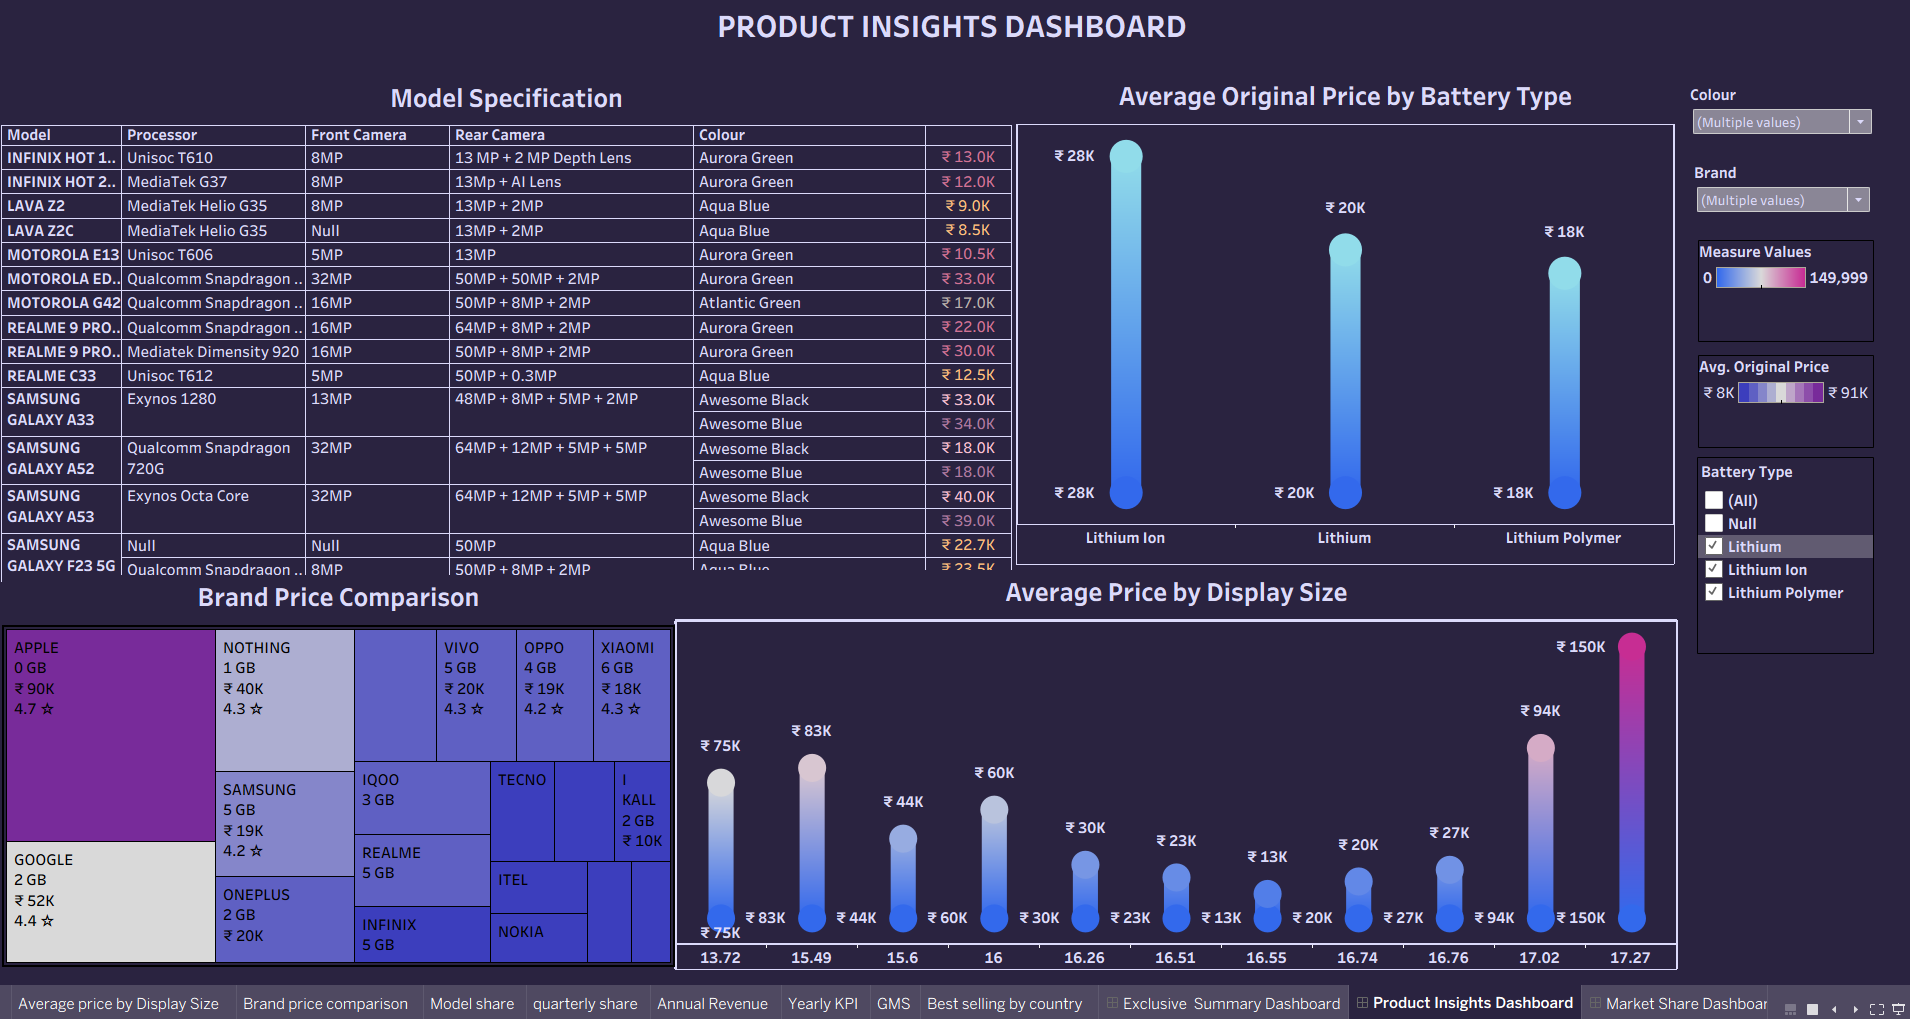 PRODUCT INSIGHTS DASHBOARD
Model Specification
Model Processor Front Camera Rear Camera Colour
INFINIX HOT 1.. Unisoc T610 8MP 13 MP + 2 MP Depth Lens Aurora Green ₹ 13.0K
INFINIX HOT 2.. MediaTek G37 8MP 13Mp + AI Lens Aurora Green ₹ 12.0K
LAVA Z2 MediaTek Helio G35 8MP 13MP + 2MP Aqua Blue ₹ 9.0K
LAVA Z2C MediaTek Helio G35 Null 13MP + 2MP Aqua Blue ₹ 8.5K
MOTOROLA E13 Unisoc T606 5MP 13MP Aurora Green ₹ 10.5K
MOTOROLA ED.. Qualcomm Snapdragon .. 32MP 50MP + 50MP + 2MP Aurora Green ₹ 33.0K
MOTOROLA G42 Qualcomm Snapdragon .. 16MP 50MP + 8MP + 2MP Atlantic Green ₹ 17.0K
REALME 9 PRO.. Qualcomm Snapdragon .. 16MP 64MP + 8MP + 2MP Aurora Green ₹ 22.0K
REALME 9 PRO.. Mediatek Dimensity 920 16MP 50MP + 8MP + 2MP Aurora Green ₹ 30.0K
REALME C33 Unisoc T612 5MP 50MP + 0.3MP Aqua Blue ₹ 12.5K
SAMSUNG Exynos 1280 13MP 48MP + 8MP + 5MP + 2MP Awesome Black ₹ 33.0K
GALAXY A33 Awesome Blue ₹ 34.0K
SAMSUNG Qualcomm Snapdragon 32MP 64MP + 12MP + 5MP + 5MP Awesome Black ₹ 18.0K
GALAXY A52 720G Awesome Blue ₹ 18.0K
SAMSUNG Exynos Octa Core 32MP 64MP + 12MP + 5MP + 5MP Awesome Black ₹ 40.0K
GALAXY A53 Awesome Blue ₹ 39.0K
SAMSUNG Null Null 50MP Aqua Blue ₹ 22.7K
GALAXY F23 5G Qualcomm Snapdragon .. 8MP 50MP + 8MP + 2MP Aqua Blue ₹ 23.5K
Average Original Price by Battery Type
₹ 28K
₹ 20K
₹ 18K
₹ 28K ₹ 20K ₹ 18K
Lithium Ion Lithium Lithium Polymer
Colour
(Multiple values)
Brand
(Multiple values)
Measure Values
0 149,999
Avg. Original Price
₹ 8K ₹ 91K
Battery Type
(All)
Null
Lithium
Lithium Ion
Lithium Polymer
Brand Price Comparison
APPLE
0 GB
₹ 90K
4.7 ☆
GOOGLE
2 GB
₹ 52K
4.4 ☆
NOTHING
1 GB
₹ 40K
4.3 ☆
SAMSUNG
5 GB
₹ 19K
4.2 ☆
ONEPLUS
2 GB
₹ 20K
VIVO
5 GB
₹ 20K
4.3 ☆
OPPO
4 GB
₹ 19K
4.2 ☆
XIAOMI
6 GB
₹ 18K
4.3 ☆
IQOO
3 GB
REALME
5 GB
INFINIX
5 GB
TECNO
I
KALL
2 GB
₹ 10K
ITEL
NOKIA
Average Price by Display Size
₹ 75K ₹ 83K ₹ 44K ₹ 60K ₹ 30K ₹ 23K ₹ 13K ₹ 20K ₹ 27K ₹ 94K ₹ 150K
₹ 75K ₹ 83K ₹ 44K ₹ 60K ₹ 30K ₹ 23K ₹ 13K ₹ 20K ₹ 27K ₹ 94K ₹ 150K
13.72 15.49 15.6 16 16.26 16.51 16.55 16.74 16.76 17.02 17.27
Average price by Display Size Brand price comparison Model share quarterly share Annual Revenue Yearly KPI GMS Best selling by country Exclusive Summary Dashboard Product Insights Dashboard Market Share Dashboar